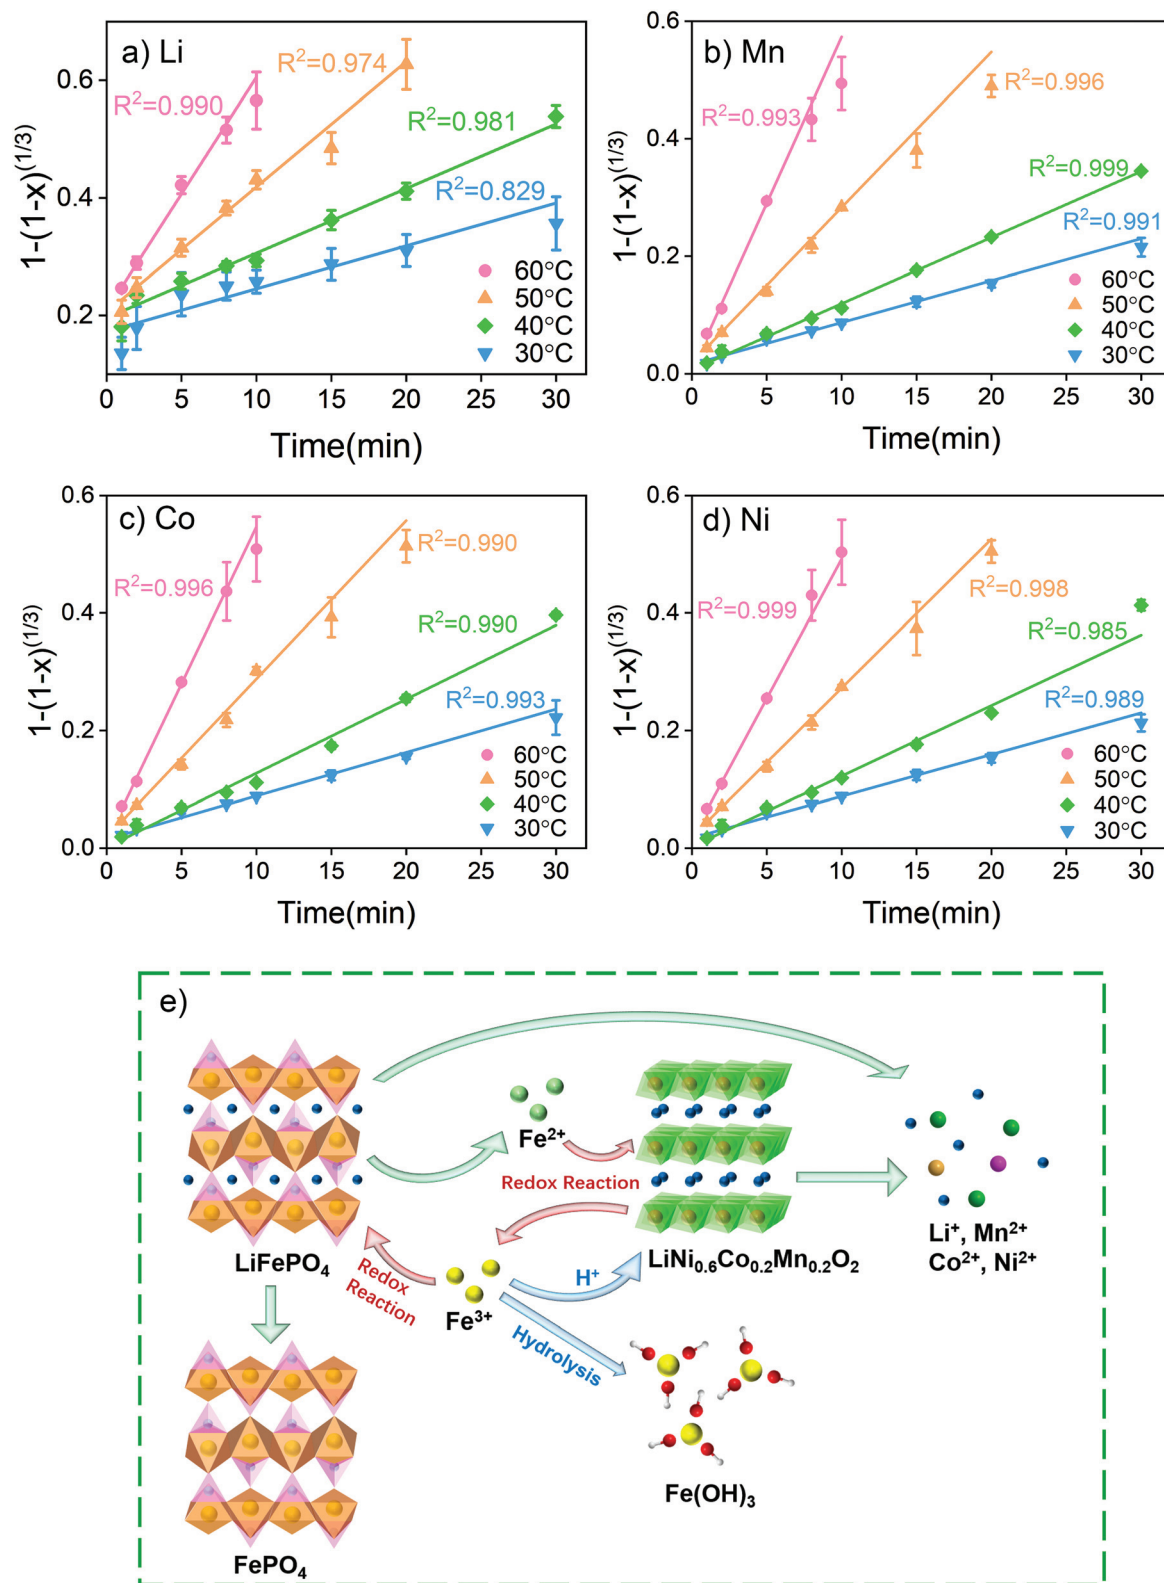 a) Li
R²=0.974
R²=0.990
R²=0.981
R²=0.829
0.6
0.4
0.2
1-(1-x)^(1/3)
60°C
50°C
40°C
30°C
0 5 10 15 20 25 30
Time(min)
b) Mn
R²=0.996
R²=0.993
R²=0.999
R²=0.991
0.6
0.4
0.2
0.0
1-(1-x)^(1/3)
60°C
50°C
40°C
30°C
0 5 10 15 20 25 30
Time(min)
c) Co
R²=0.990
R²=0.996
R²=0.990
R²=0.993
0.6
0.4
0.2
0.0
1-(1-x)^(1/3)
60°C
50°C
40°C
30°C
0 5 10 15 20 25 30
Time(min)
d) Ni
R²=0.998
R²=0.999
R²=0.985
R²=0.989
0.6
0.4
0.2
0.0
1-(1-x)^(1/3)
60°C
50°C
40°C
30°C
0 5 10 15 20 25 30
Time(min)
e)
Fe²⁺
Redox Reaction
LiFePO₄
Redox
Reaction
Fe³⁺
H⁺
Hydrolysis
LiNi₀.₆Co₀.₂Mn₀.₂O₂
Li⁺, Mn²⁺
Co²⁺, Ni²⁺
Fe(OH)₃
FePO₄